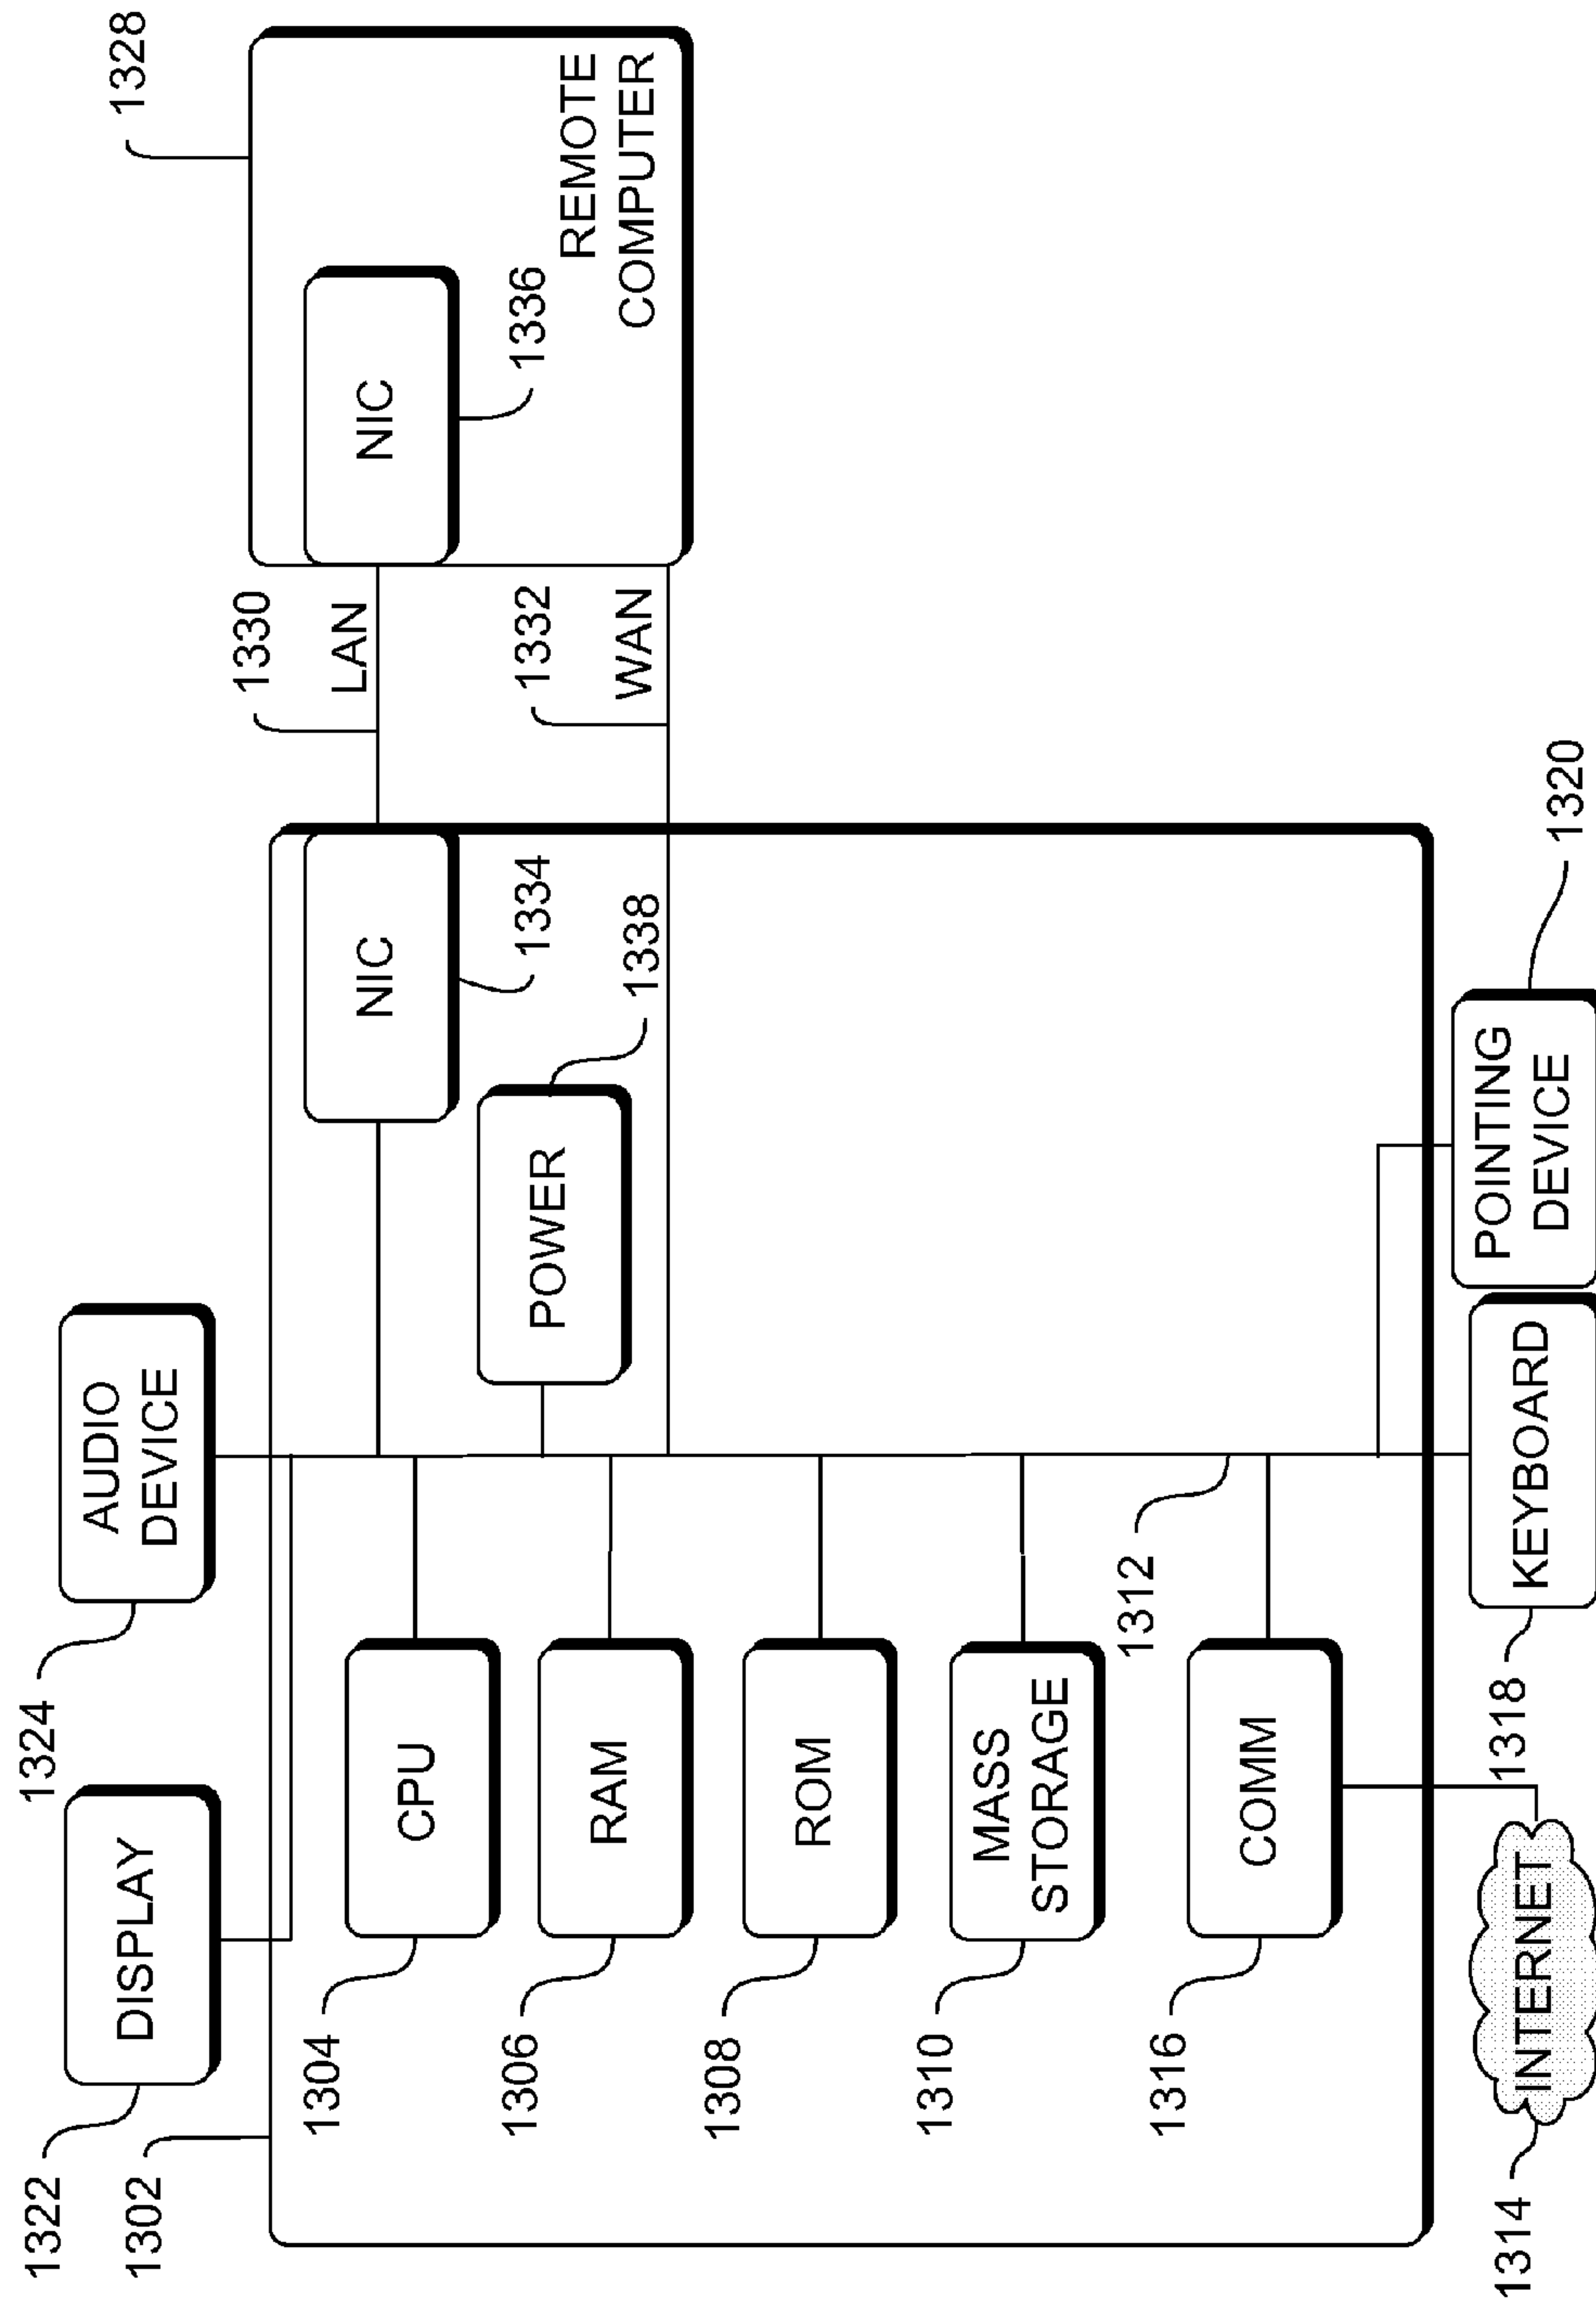 1324
AUDIO
DEVICE
1322
DISPLAY
1328
1302
1304
CPU
NIC
1330
LAN
NIC
1334
1336
1306
RAM
POWER
1338
1332
WAN
REMOTE
COMPUTER
1308
ROM
1310
MASS
STORAGE
1312
1316
COMM
1314
INTERNET
1318
KEYBOARD
POINTING
DEVICE
1320